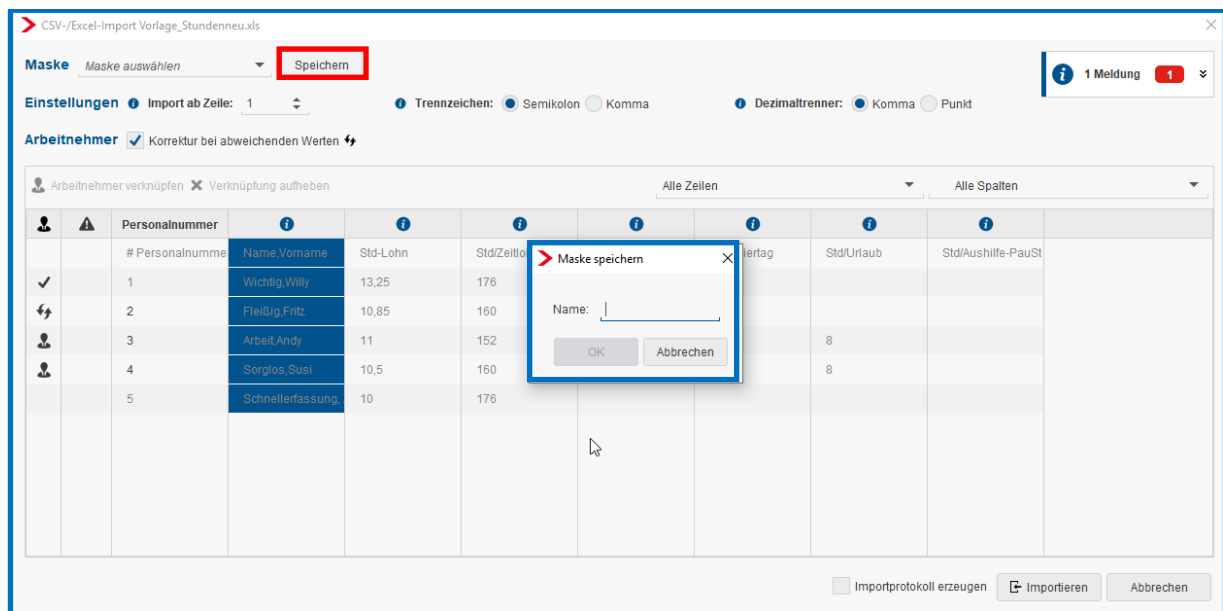 CSV-/Excel-Import Vorlage_Stundenneu.xls
Maske Maske auswählen Speichern
1 Meldung 1
Einstellungen Import ab Zeile: 1 Trennzeichen: Semikolon Komma Dezimaltrenner: Komma Punkt
Arbeitnehmer Korrektur bei abweichenden Werten
Arbeitnehmer verknüpfen Verknüpfung aufheben Alle Zeilen Alle Spalten
Personalnummer
# Personalnumme Name,Vorname Std-Lohn Std/Zeitlo iertag Std/Urlaub Std/Aushilfe-PauSt
1 Wichtig,Willy 13,25 176
2 Fleißig,Fritz 10,85 160
3 Arbeit,Andy 11 152 8
4 Sorglos,Susi 10,5 160 8
5 Schnellerfassung, 10 176
Maske speichern
Name:
OK Abbrechen
Importprotokoll erzeugen Importieren Abbrechen